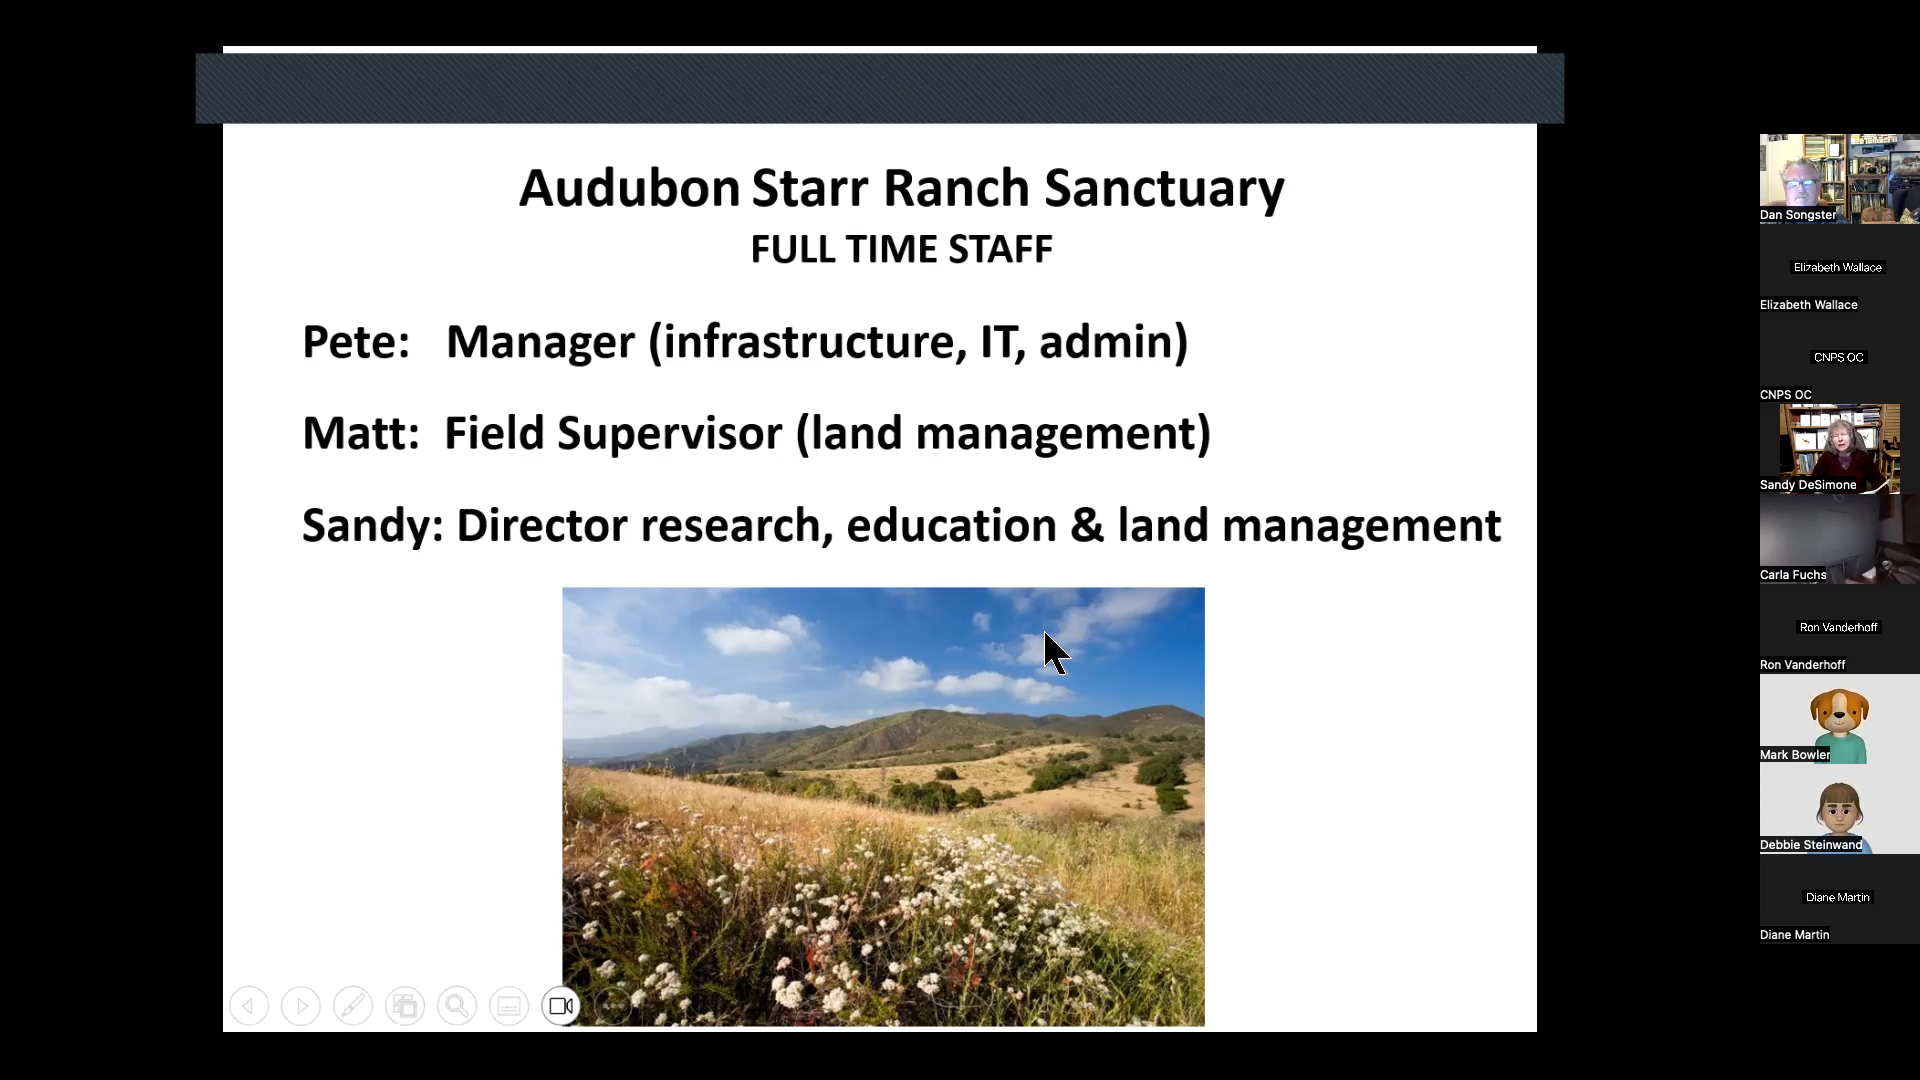 Audubon Starr Ranch Sanctuary
FULL TIME STAFF
Pete: Manager (infrastructure, IT, admin)
Matt: Field Supervisor (land management)
Sandy: Director research, education & land management
Dan Songster
Elizabeth Wallace
Elizabeth Wallace
CNPS OC
CNPS OC
Sandy DeSimone
Carla Fuchs
Ron Vanderhoff
Ron Vanderhoff
Mark Bowler
Debbie Steinwand
Diane Martin
Diane Martin